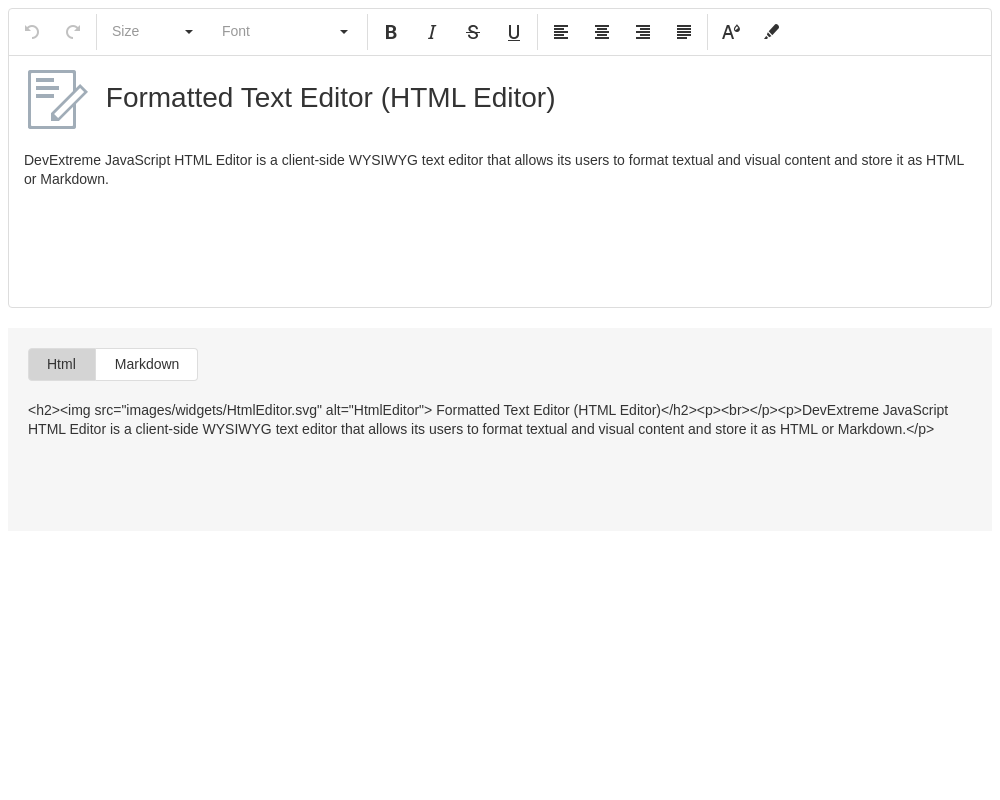 Size Font
Formatted Text Editor (HTML Editor)
DevExtreme JavaScript HTML Editor is a client-side WYSIWYG text editor that allows its users to format textual and visual content and store it as HTML
or Markdown.
Html Markdown
<h2><img src="images/widgets/HtmlEditor.svg" alt="HtmlEditor"> Formatted Text Editor (HTML Editor)</h2><p><br></p><p>DevExtreme JavaScript
HTML Editor is a client-side WYSIWYG text editor that allows its users to format textual and visual content and store it as HTML or Markdown.</p>